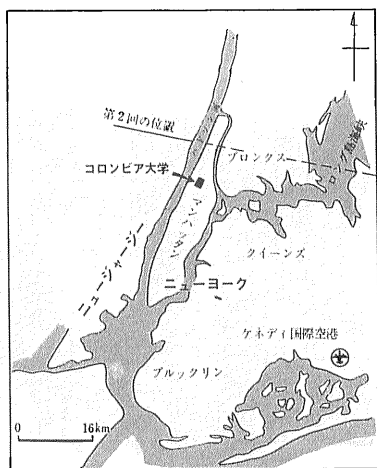 第2回の位置
ブロンクス
ロング島海峡
コロンビア大学
マンハッタン
クイーンズ
ニュージャージー
ニューヨーク
ケネディ国際空港
ブルックリン
0 16km